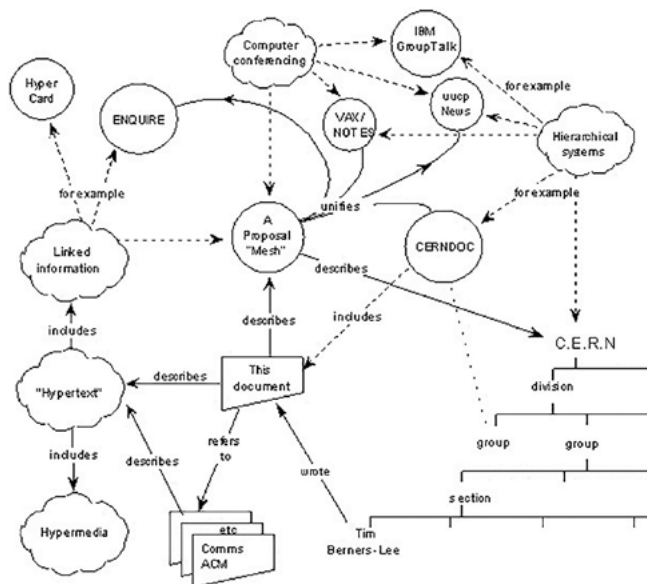 IBM
GroupTalk
Computer
conferencing
Hyper
Card
for example
ENQUIRE
VAX/
NOTES
uucp
News
Hierarchical
systems
for example
for example
unifies
A
Proposal
"Mesh"
CERNDOC
Linked
information
describes
includes
describes
includes
C.E.R.N
This
document
describes
division
"Hypertext"
refers
to
group
group
describes
includes
wrote
section
Hypermedia
etc
Comms
ACM
Tim
Berners-Lee